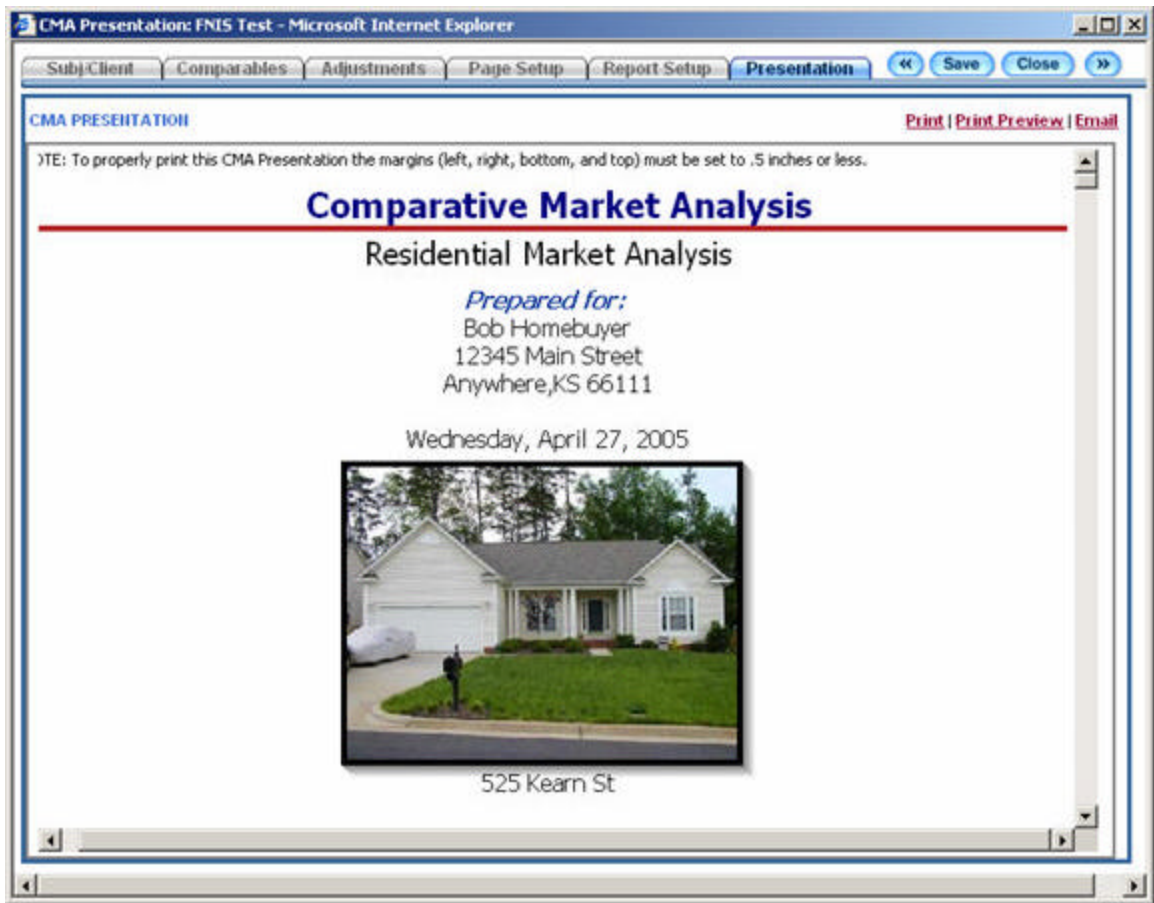 CMA Presentation: FNIS Test - Microsoft Internet Explorer
Subj/Client Comparables Adjustments Page Setup Report Setup Presentation « Save Close »
CMA PRESENTATION Print | Print Preview | Email
OTE: To properly print this CMA Presentation the margins (left, right, bottom, and top) must be set to .5 inches or less.
Comparative Market Analysis
Residential Market Analysis
Prepared for:
Bob Homebuyer
12345 Main Street
Anywhere,KS 66111
Wednesday, April 27, 2005
525 Kearn St